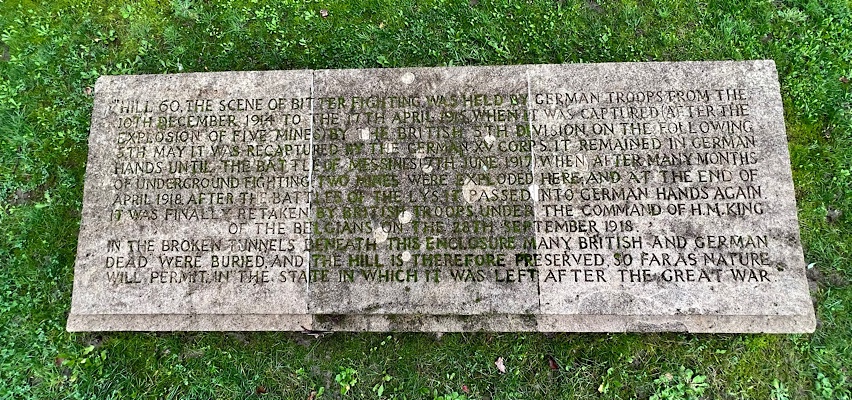 "HILL 60, THE SCENE OF BITTER FIGHTING, WAS HELD BY GERMAN TROOPS FROM THE
10TH DECEMBER, 1914 TO THE 17TH APRIL, 1915, WHEN IT WAS CAPTURED (AFTER THE
EXPLOSION OF FIVE MINES) BY THE BRITISH 5TH DIVISION. ON THE FOLLOWING
5TH MAY IT WAS RECAPTURED BY THE GERMAN XV CORPS. IT REMAINED IN GERMAN
HANDS UNTIL THE BATTLE OF MESSINES (7TH JUNE, 1917) WHEN, AFTER MANY MONTHS
OF UNDERGROUND FIGHTING, TWO MINES WERE EXPLODED HERE; AND AT THE END OF
APRIL, 1918, AFTER THE BATTLES OF THE LYS, IT PASSED INTO GERMAN HANDS AGAIN.
IT WAS FINALLY RETAKEN BY BRITISH TROOPS UNDER THE COMMAND OF H.M. KING
OF THE BELGIANS ON THE 28TH SEPTEMBER 1918.
IN THE BROKEN TUNNELS BENEATH THIS ENCLOSURE MANY BRITISH AND GERMAN
DEAD WERE BURIED, AND THE HILL IS THEREFORE PRESERVED, SO FAR AS NATURE
WILL PERMIT, IN THE STATE IN WHICH IT WAS LEFT AFTER THE GREAT WAR.